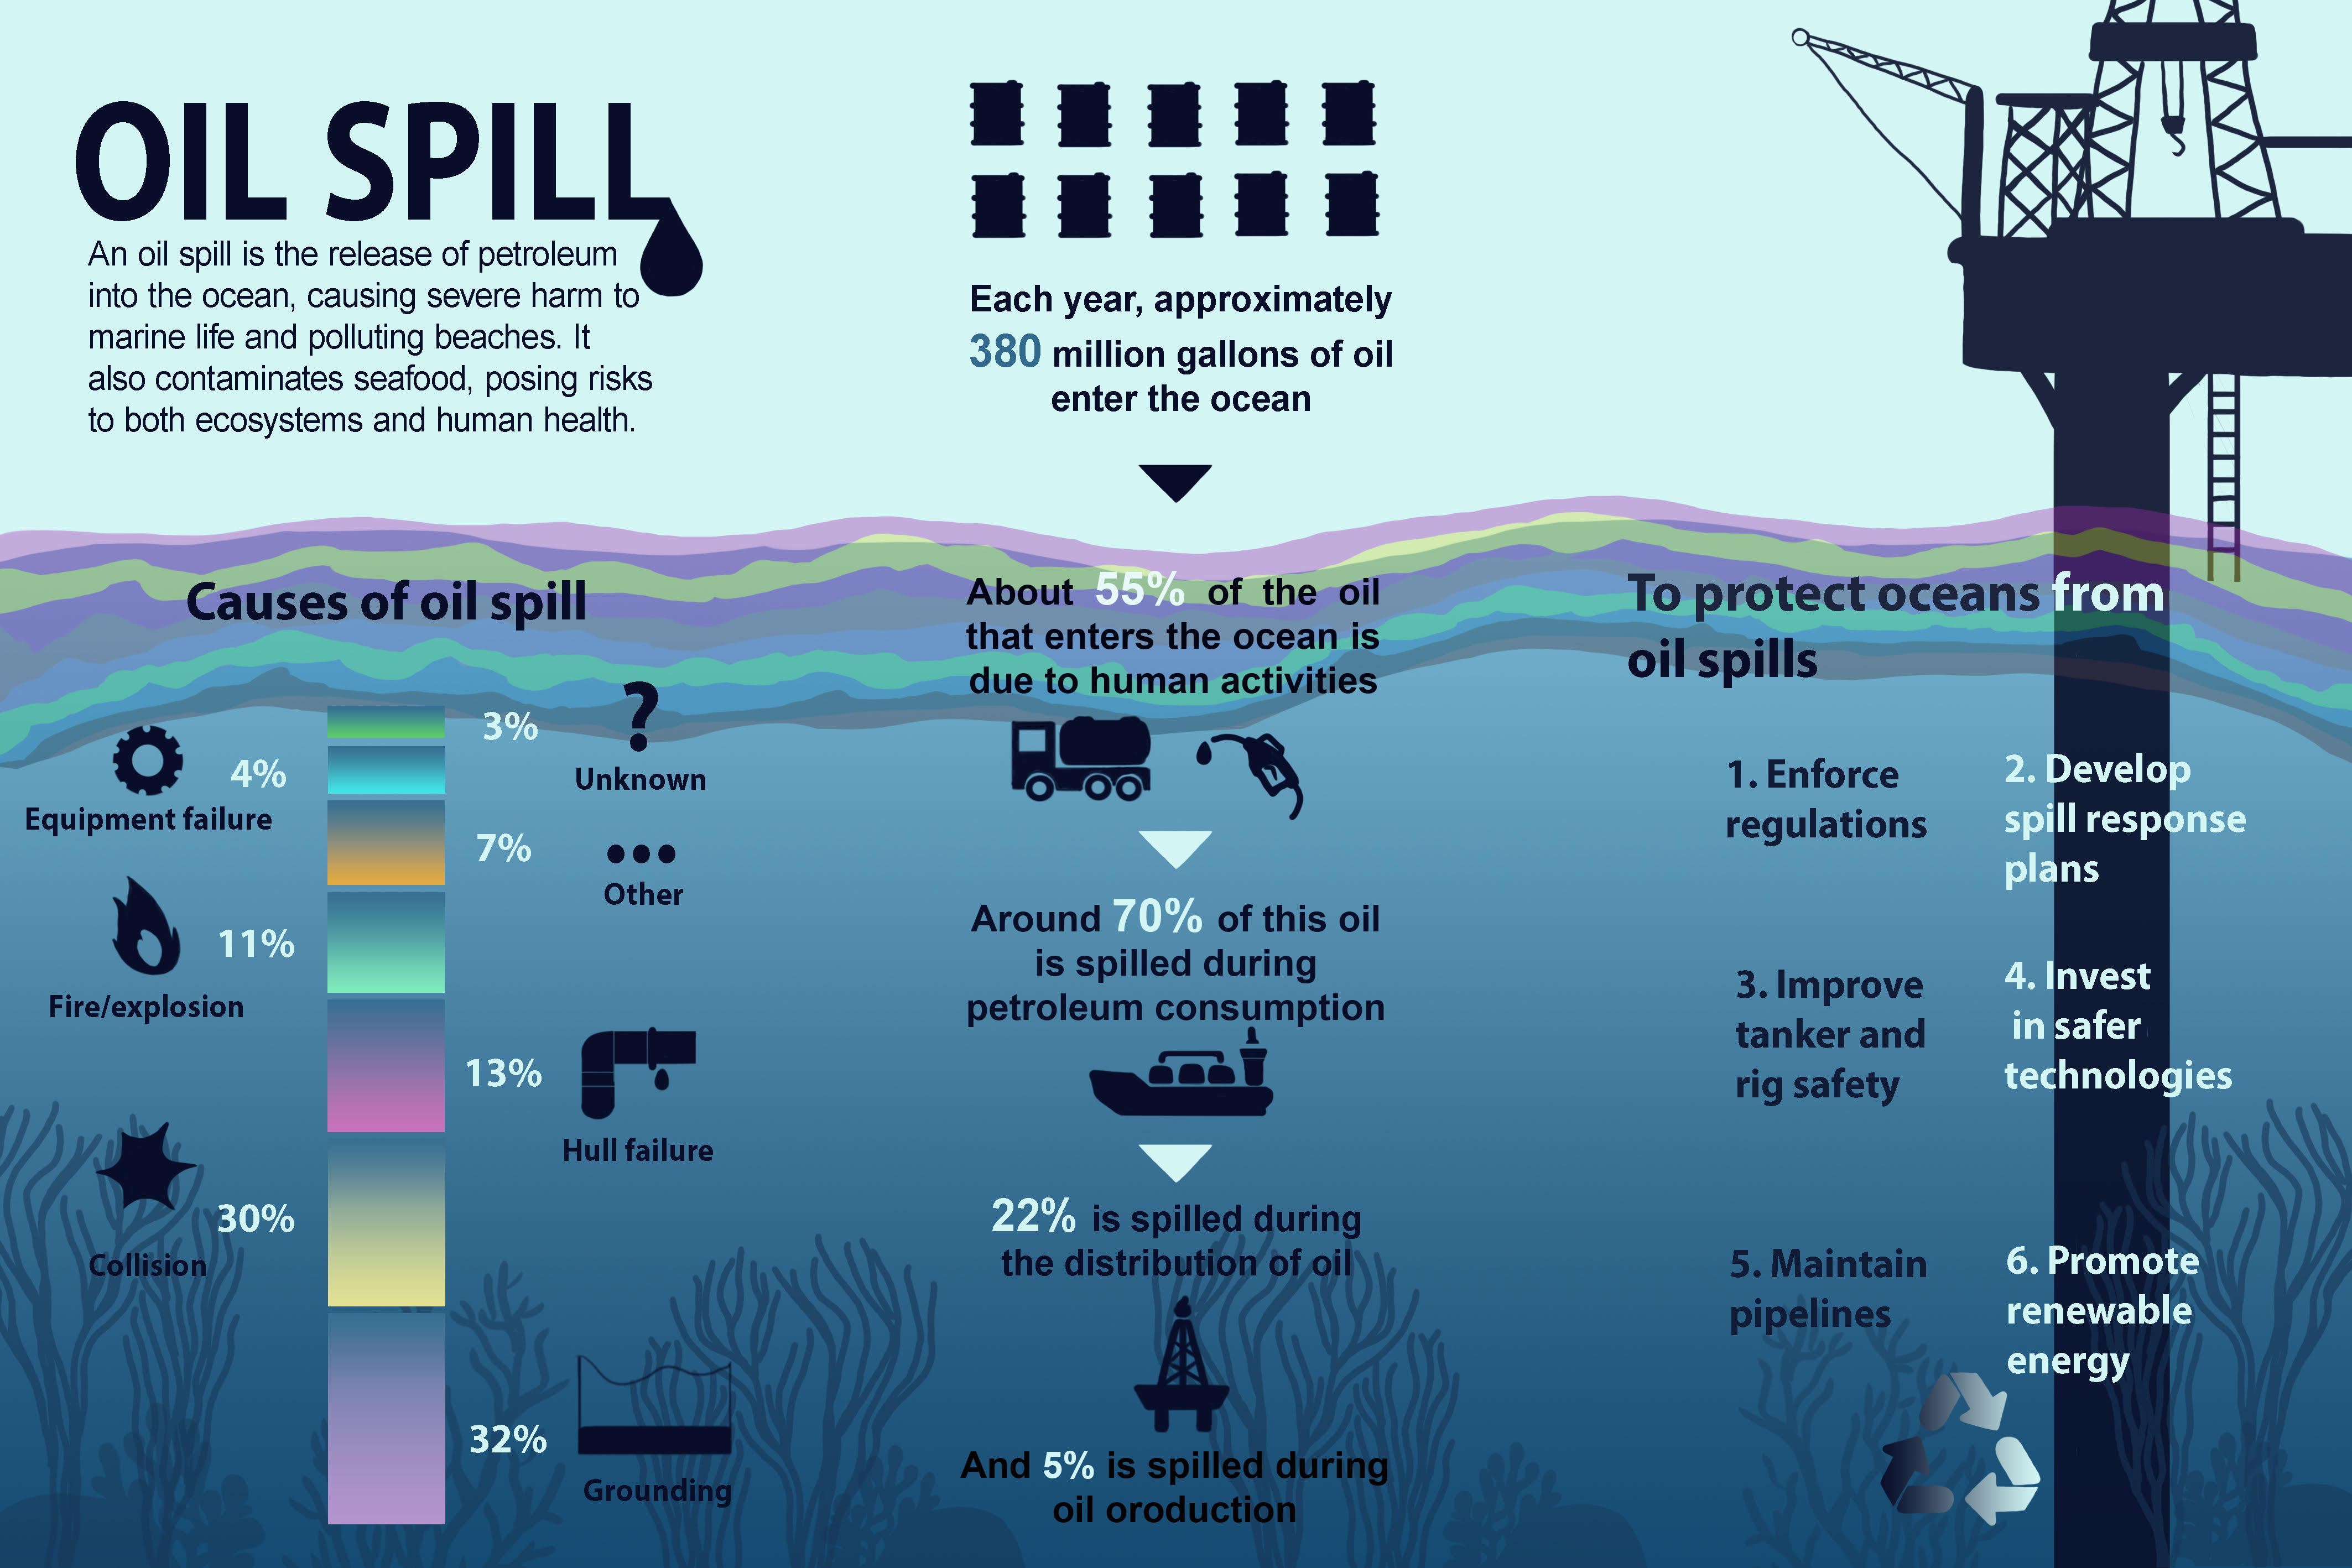 OIL SPILL
An oil spill is the release of petroleum
into the ocean, causing severe harm to
marine life and polluting beaches. It
also contaminates seafood, posing risks
to both ecosystems and human health.
Each year, approximately
380 million gallons of oil
enter the ocean
Causes of oil spill
3%
?
Unknown
4%
Equipment failure
7%
Other
11%
Fire/explosion
13%
Hull failure
30%
Collision
32%
Grounding
About 55% of the oil
that enters the ocean is
due to human activities
Around 70% of this oil
is spilled during
petroleum consumption
22% is spilled during
the distribution of oil
And 5% is spilled during
oil oroduction
To protect oceans from
oil spills
1. Enforce
regulations
2. Develop
spill response
plans
3. Improve
tanker and
rig safety
4. Invest
in safer
technologies
5. Maintain
pipelines
6. Promote
renewable
energy